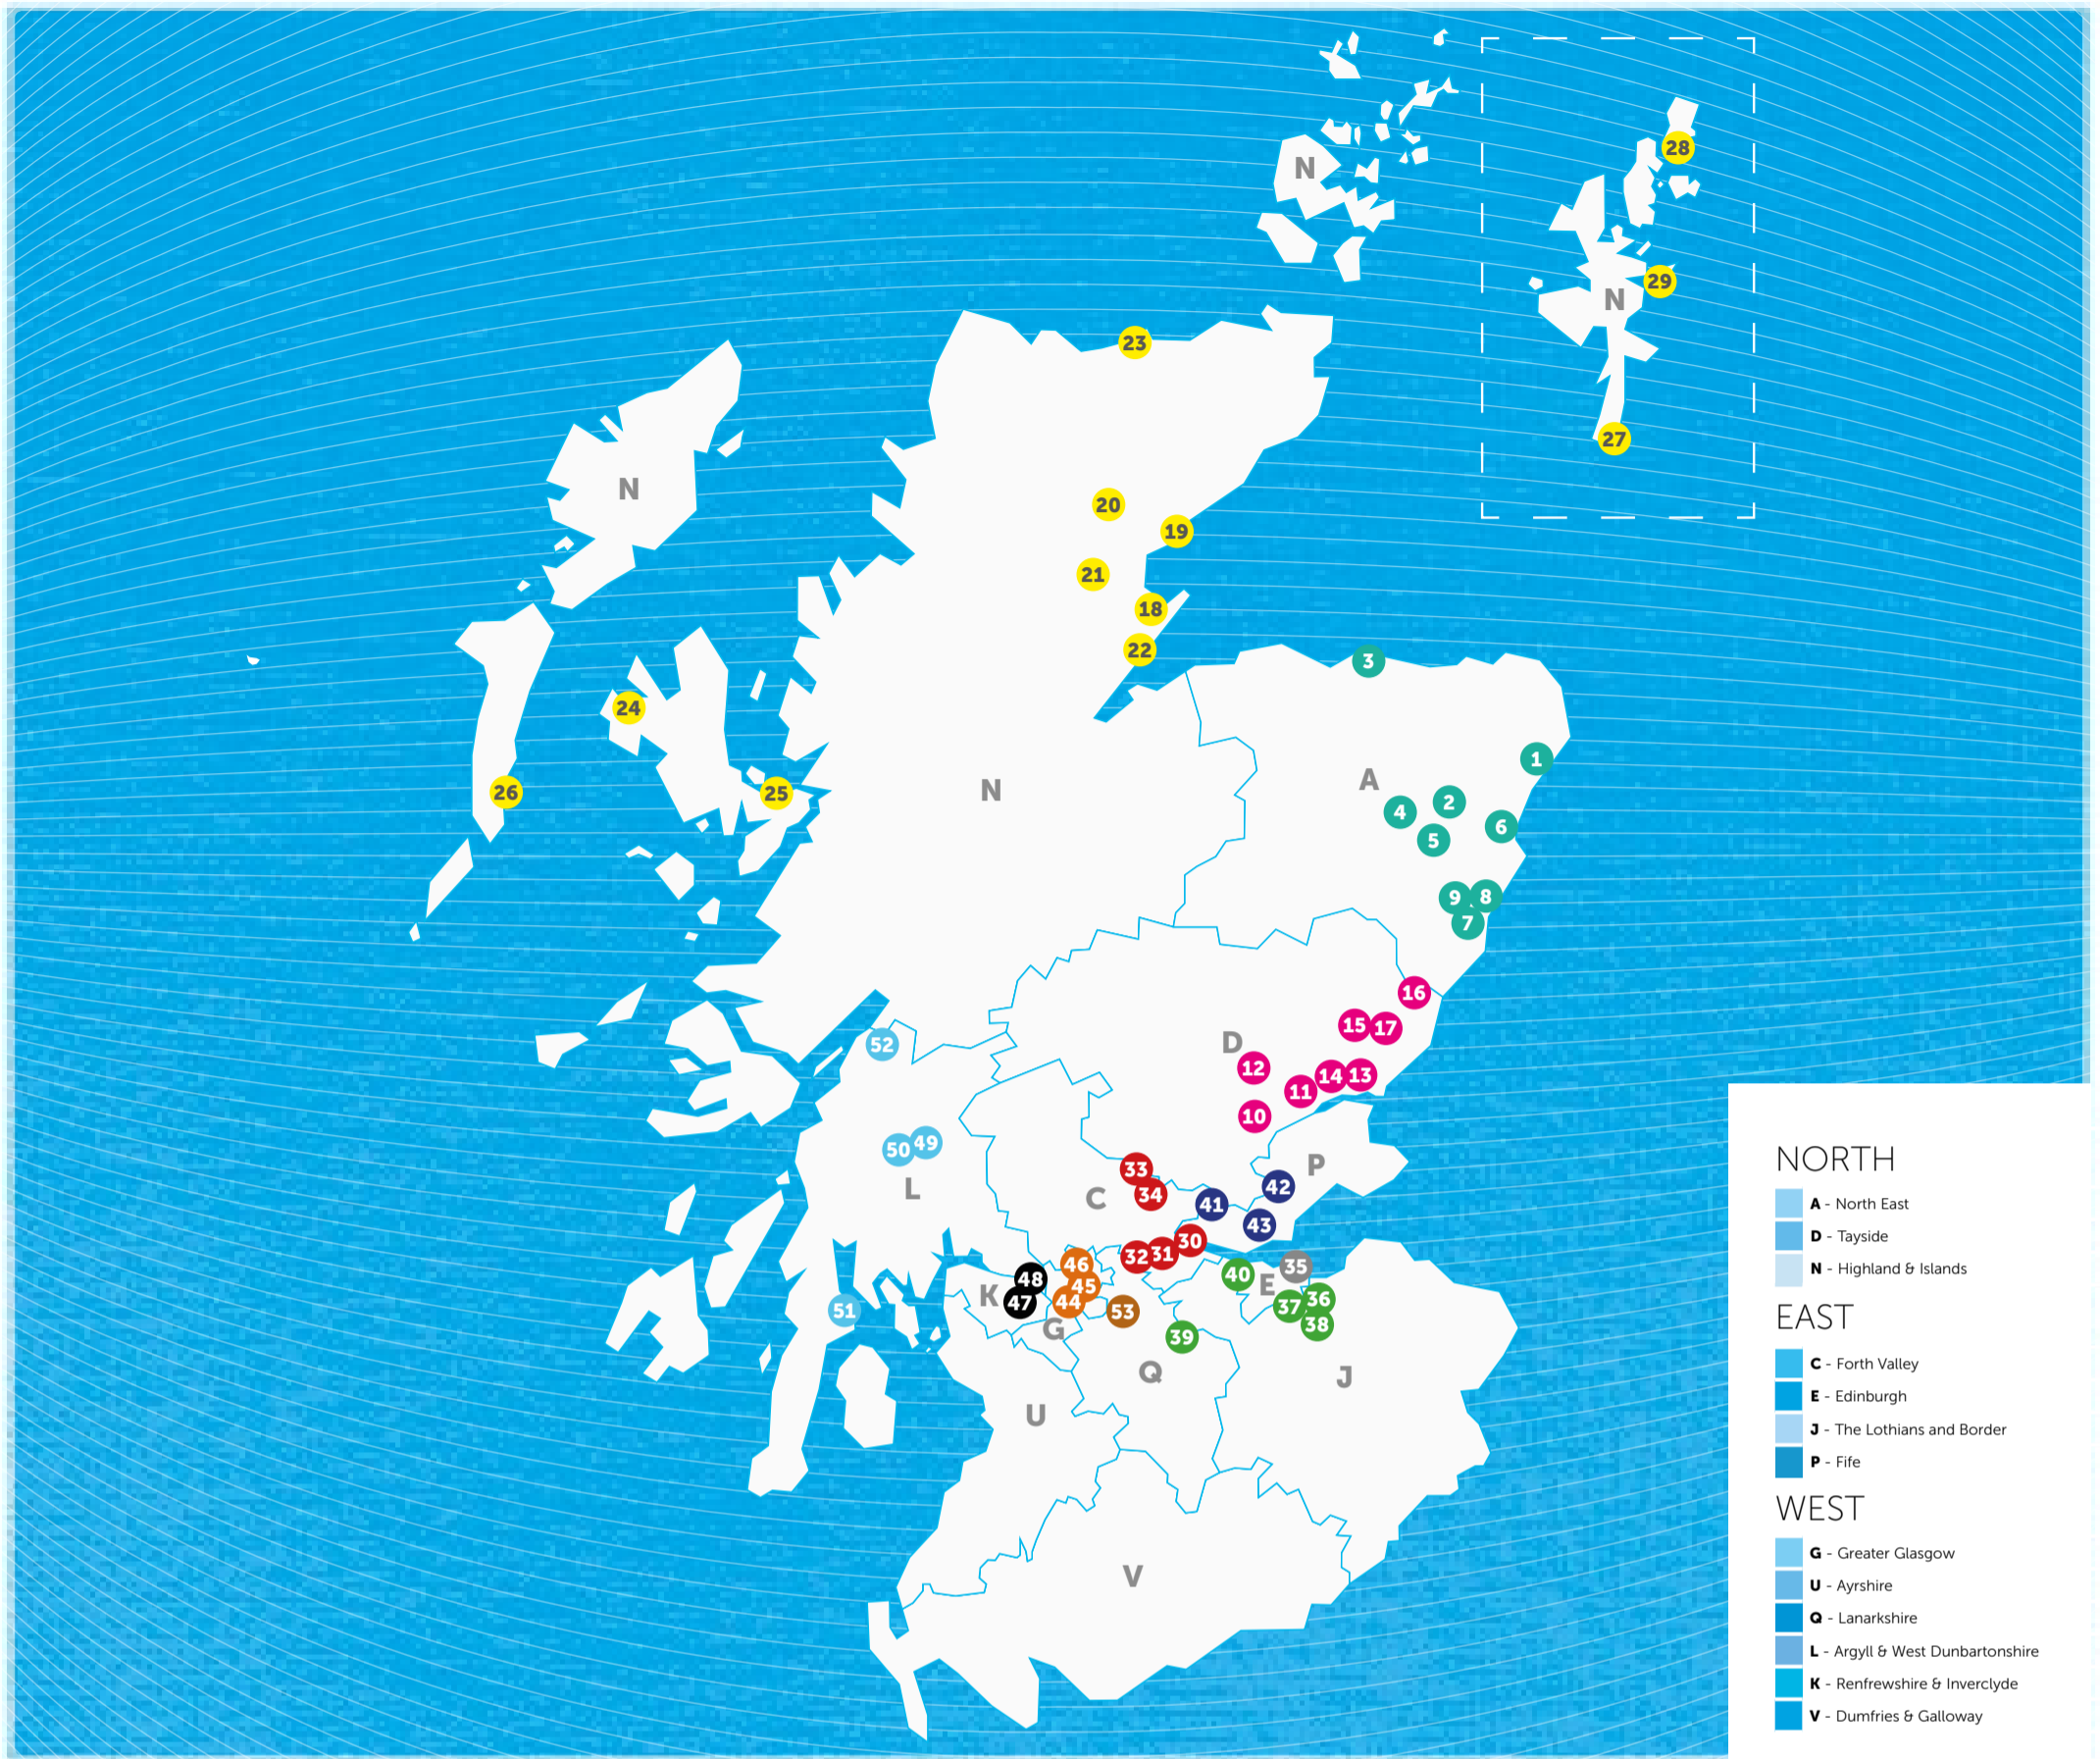 N
28
N
29
23
27
N
20
19
21
18
22
3
24
1
A
N
26
25
2
4
6
5
9
8
7
16
15
17
D
52
12
14
13
11
10
49
50
P
33
42
L
34
C
41
43
30
32
31
46
35
40
48
E
45
K
36
44
47
37
51
53
38
G
39
Q
J
U
V
NORTH
A - North East
D - Tayside
N - Highland & Islands
EAST
C - Forth Valley
E - Edinburgh
J - The Lothians and Border
P - Fife
WEST
G - Greater Glasgow
U - Ayrshire
Q - Lanarkshire
L - Argyll & West Dunbartonshire
K - Renfrewshire & Inverclyde
V - Dumfries & Galloway